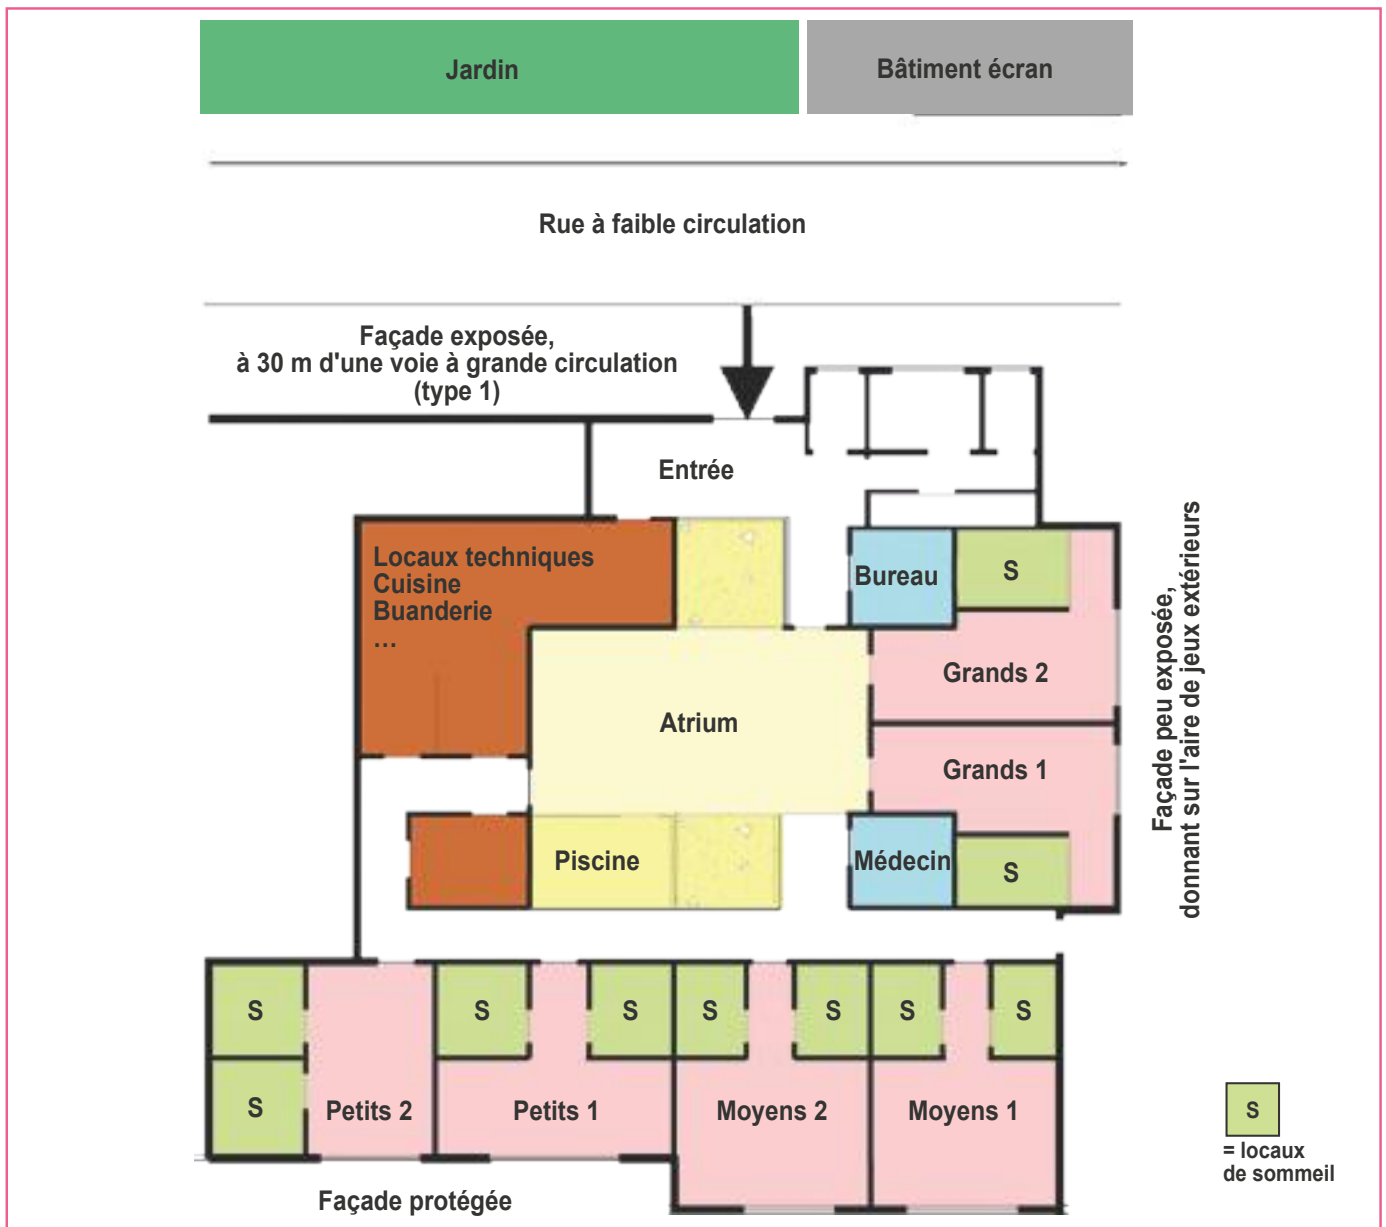 Jardin
Bâtiment écran
Rue à faible circulation
Façade exposée,
à 30 m d'une voie à grande circulation
(type 1)
Entrée
Locaux techniques
Cuisine
Buanderie
…
Bureau
S
Grands 2
Atrium
Grands 1
Piscine
Médecin
S
Façade peu exposée,
donnant sur l'aire de jeux extérieurs
S
S
S
S
S
S
S
S
Petits 2
Petits 1
Moyens 2
Moyens 1
Façade protégée
S
= locaux
de sommeil